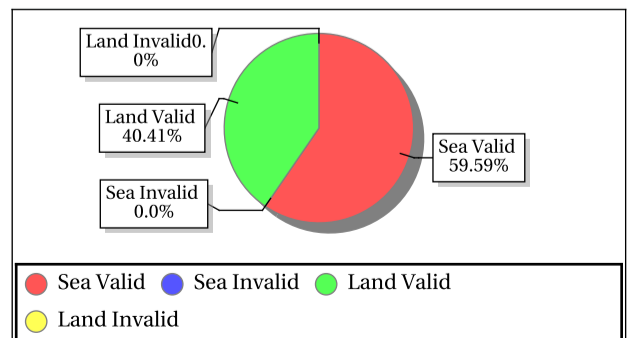 Land Invalid0.
0%
Land Valid
40.41%
Sea Invalid
0.0%
Sea Valid
59.59%
Sea Valid
Sea Invalid
Land Valid
Land Invalid